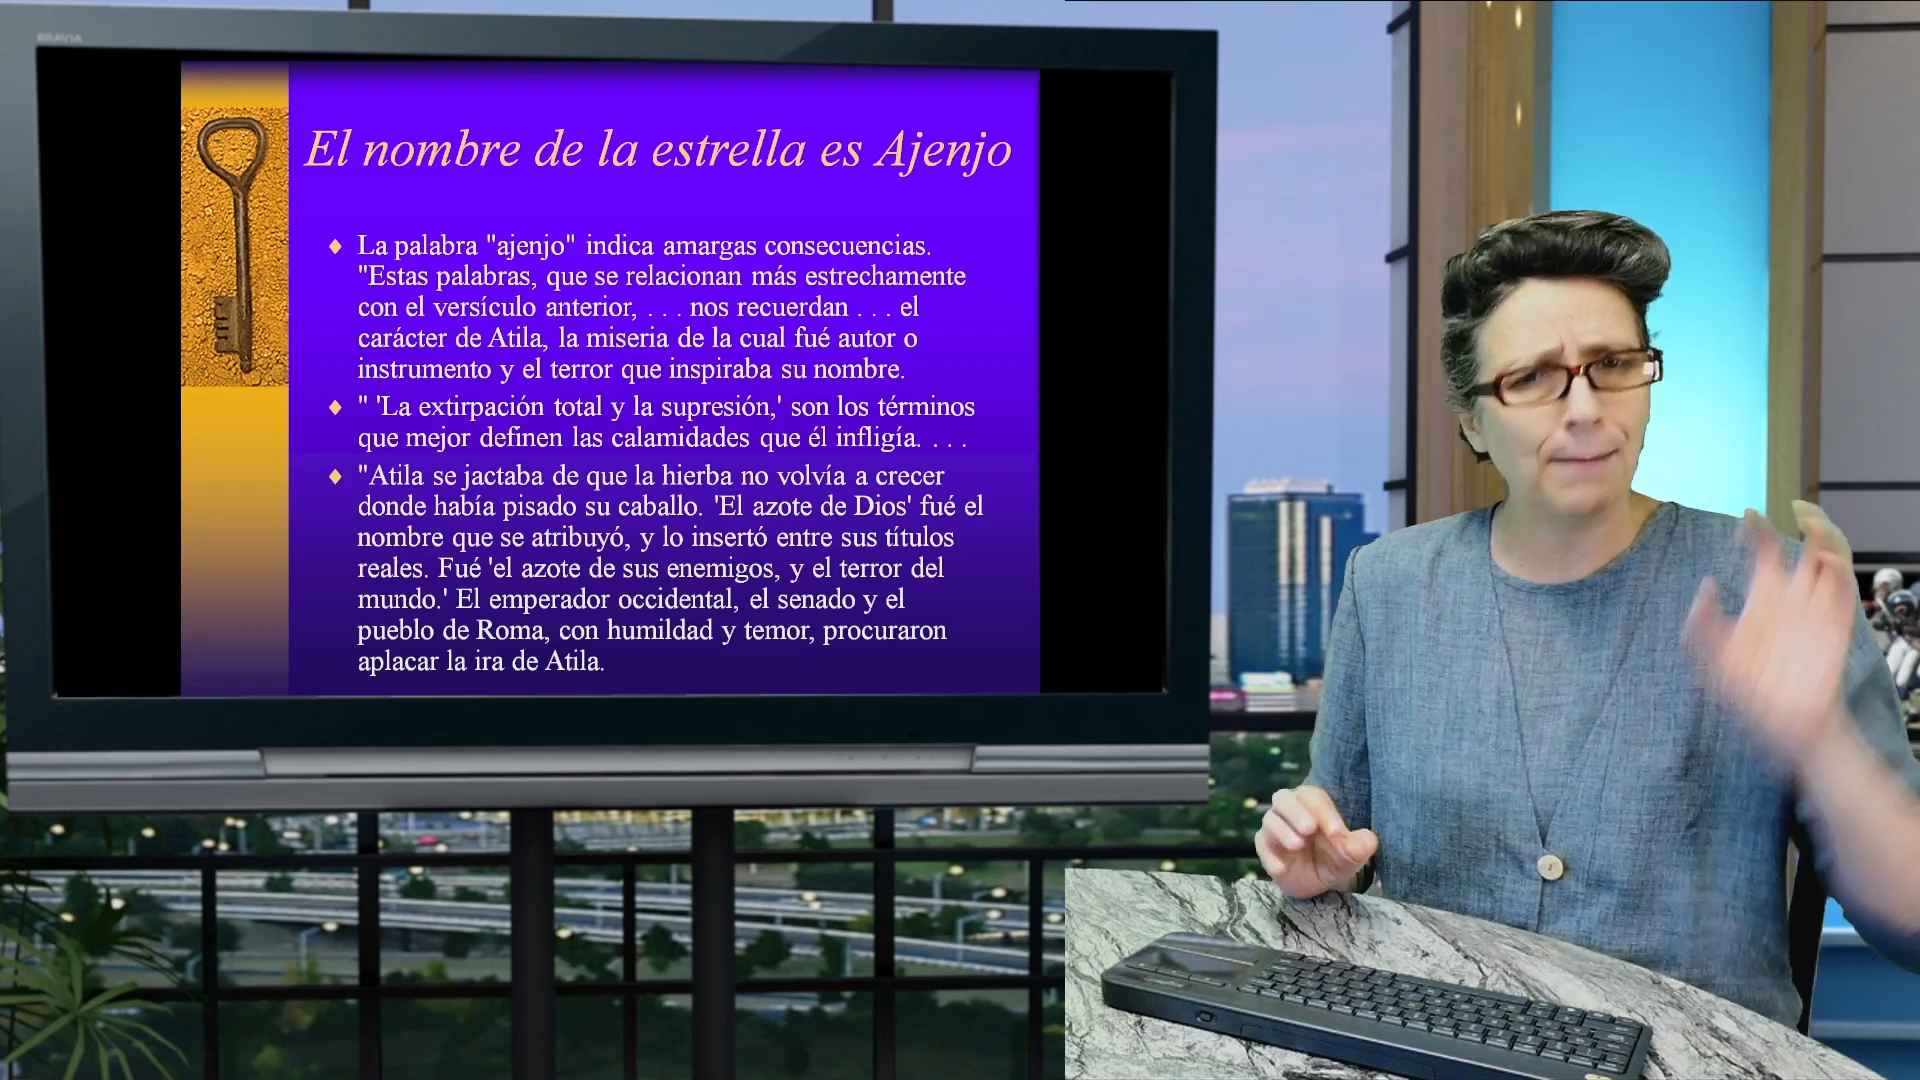 BRAVIA
El nombre de la estrella es Ajenjo
La palabra "ajenjo" indica amargas consecuencias.
"Estas palabras, que se relacionan más estrechamente
con el versículo anterior, . . . nos recuerdan . . . el
carácter de Atila, la miseria de la cual fué autor o
instrumento y el terror que inspiraba su nombre.
" 'La extirpación total y la supresión,' son los términos
que mejor definen las calamidades que él infligía. . . .
"Atila se jactaba de que la hierba no volvía a crecer
donde había pisado su caballo. 'El azote de Dios' fué el
nombre que se atribuyó, y lo insertó entre sus títulos
reales. Fué 'el azote de sus enemigos, y el terror del
mundo.' El emperador occidental, el senado y el
pueblo de Roma, con humildad y temor, procuraron
aplacar la ira de Atila.